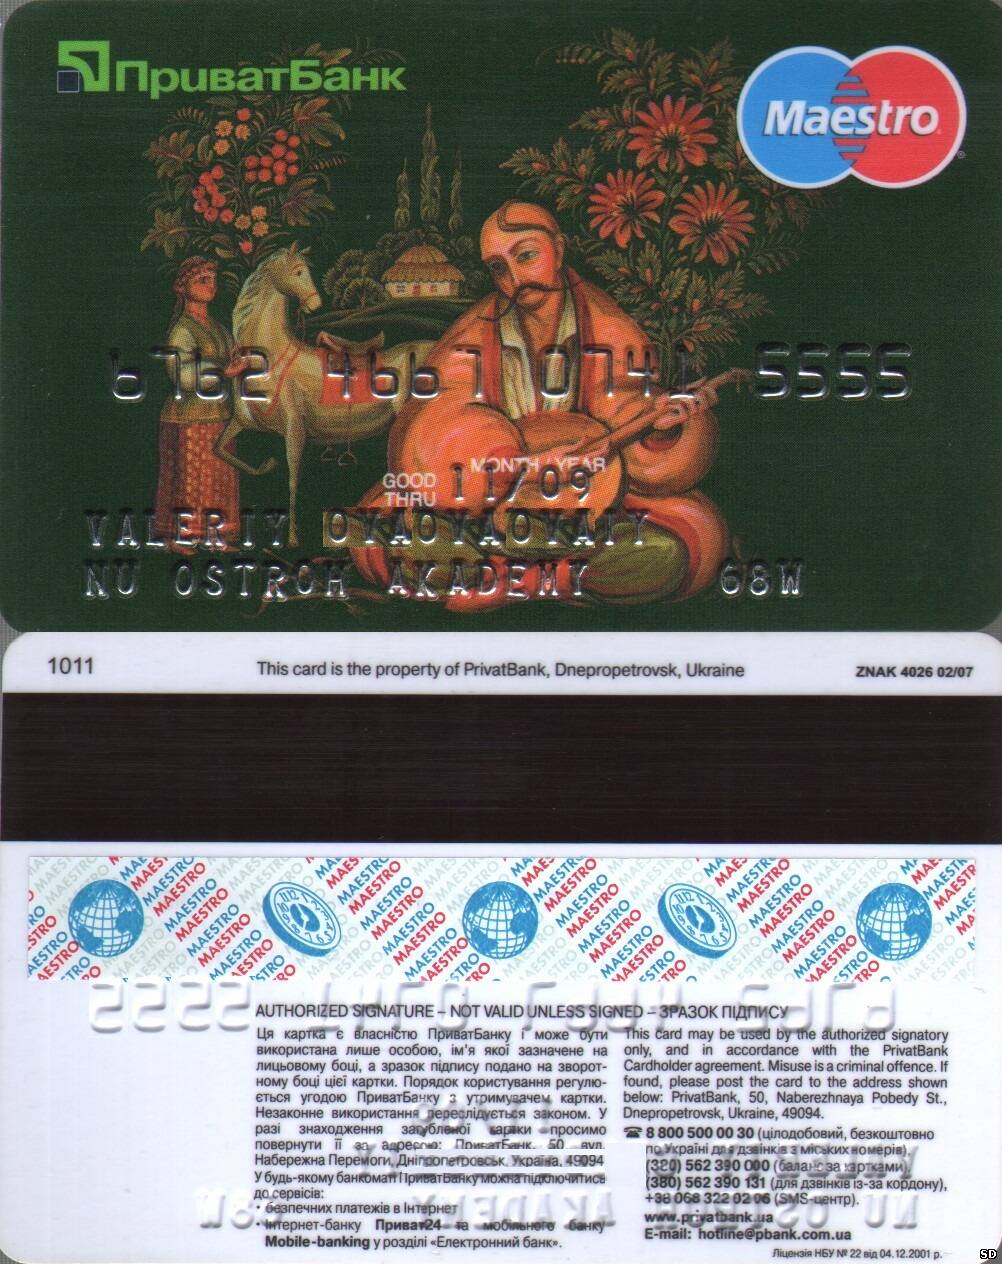 ПриватБанк
Maestro
6762 4667 0741 5555
MONTH / YEAR
GOOD THRU 11/09
VALERIY
NU OSTROH AKADEMY 68W
1011 This card is the property of PrivatBank, Dnepropetrovsk, Ukraine ZNAK 4026 02/07
MAESTRO MAESTRO MAESTRO MAESTRO
AUTHORIZED SIGNATURE – NOT VALID UNLESS SIGNED – ЗРАЗОК ПІДПИСУ
Ця картка є власністю ПриватБанку і може бути
використана лише особою, ім'я якої зазначене на
лицьовому боці, а зразок підпису подано на зворот-
ному боці цієї картки. Порядок користування регулю-
ється угодою ПриватБанку з утримувачем картки.
Незаконне використання переслідується законом. У
разі знаходження загубленої картки просимо
повернути її за адресою: ПриватБанк, 50, вул.
Набережна Перемоги, Дніпропетровськ, Україна, 49094
У будь-якому банкоматі ПриватБанку можна підключитись
до сервісів:
• безпечних платежів в Інтернет
• Інтернет-банку Приват24 та мобільного банку
Mobile-banking у розділі «Електронний банк».
This card may be used by the authorized signatory
only, and in accordance with the PrivatBank
Cardholder agreement. Misuse is a criminal offence. If
found, please post the card to the address shown
below: PrivatBank, 50, Naberezhnaya Pobedy St.,
Dnepropetrovsk, Ukraine, 49094.
☎ 8 800 500 00 30 (цілодобовий, безкоштовно
по Україні для дзвінків з міських номерів),
(380) 562 390 000 (баланс за картками),
(380) 562 390 131 (для дзвінків із-за кордону),
+38 068 322 02 06 (SMS-центр).
www.privatbank.ua
E-mail: hotline@pbank.com.ua
Ліцензія НБУ № 22 від 04.12.2001 р.
SD